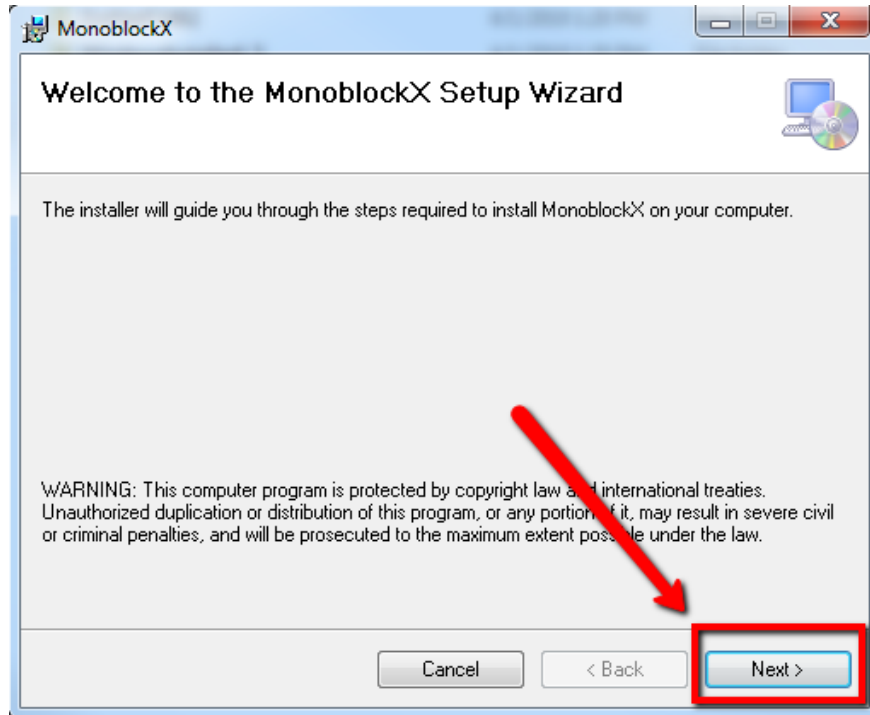 MonoblockX
Welcome to the MonoblockX Setup Wizard
The installer will guide you through the steps required to install MonoblockX on your computer.
WARNING: This computer program is protected by copyright law and international treaties.
Unauthorized duplication or distribution of this program, or any portion of it, may result in severe civil
or criminal penalties, and will be prosecuted to the maximum extent possible under the law.
Cancel
< Back
Next >